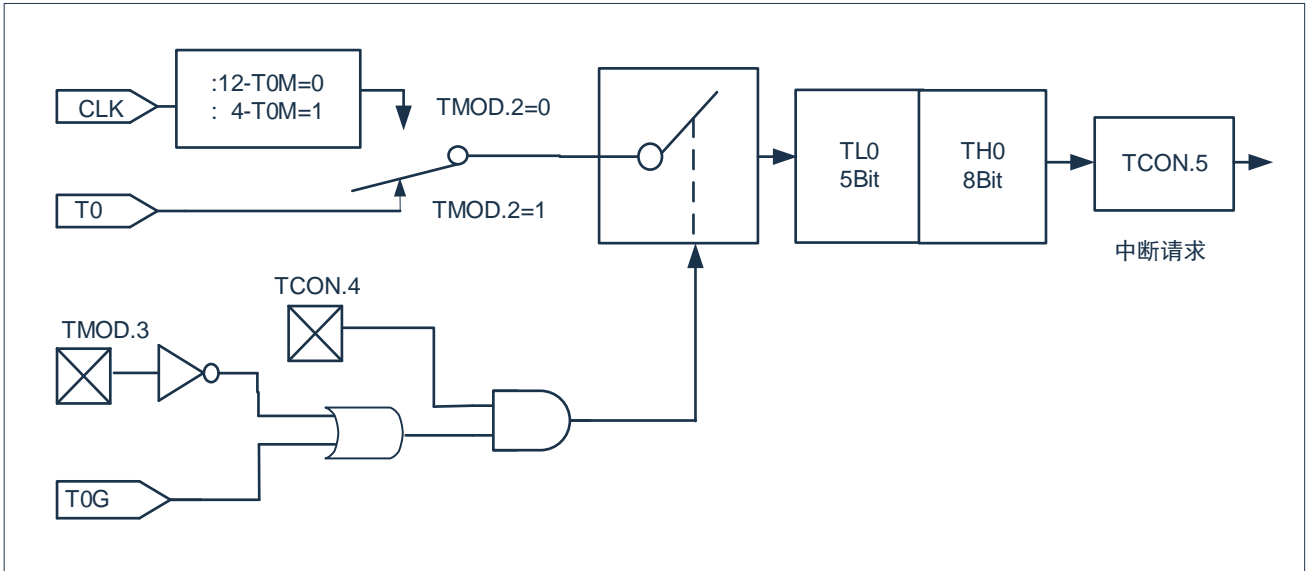 :12-T0M=0
: 4-T0M=1
CLK
TMOD.2=0
T0
TMOD.2=1
TL0
5Bit
TH0
8Bit
TCON.5
中断请求
TCON.4
TMOD.3
T0G